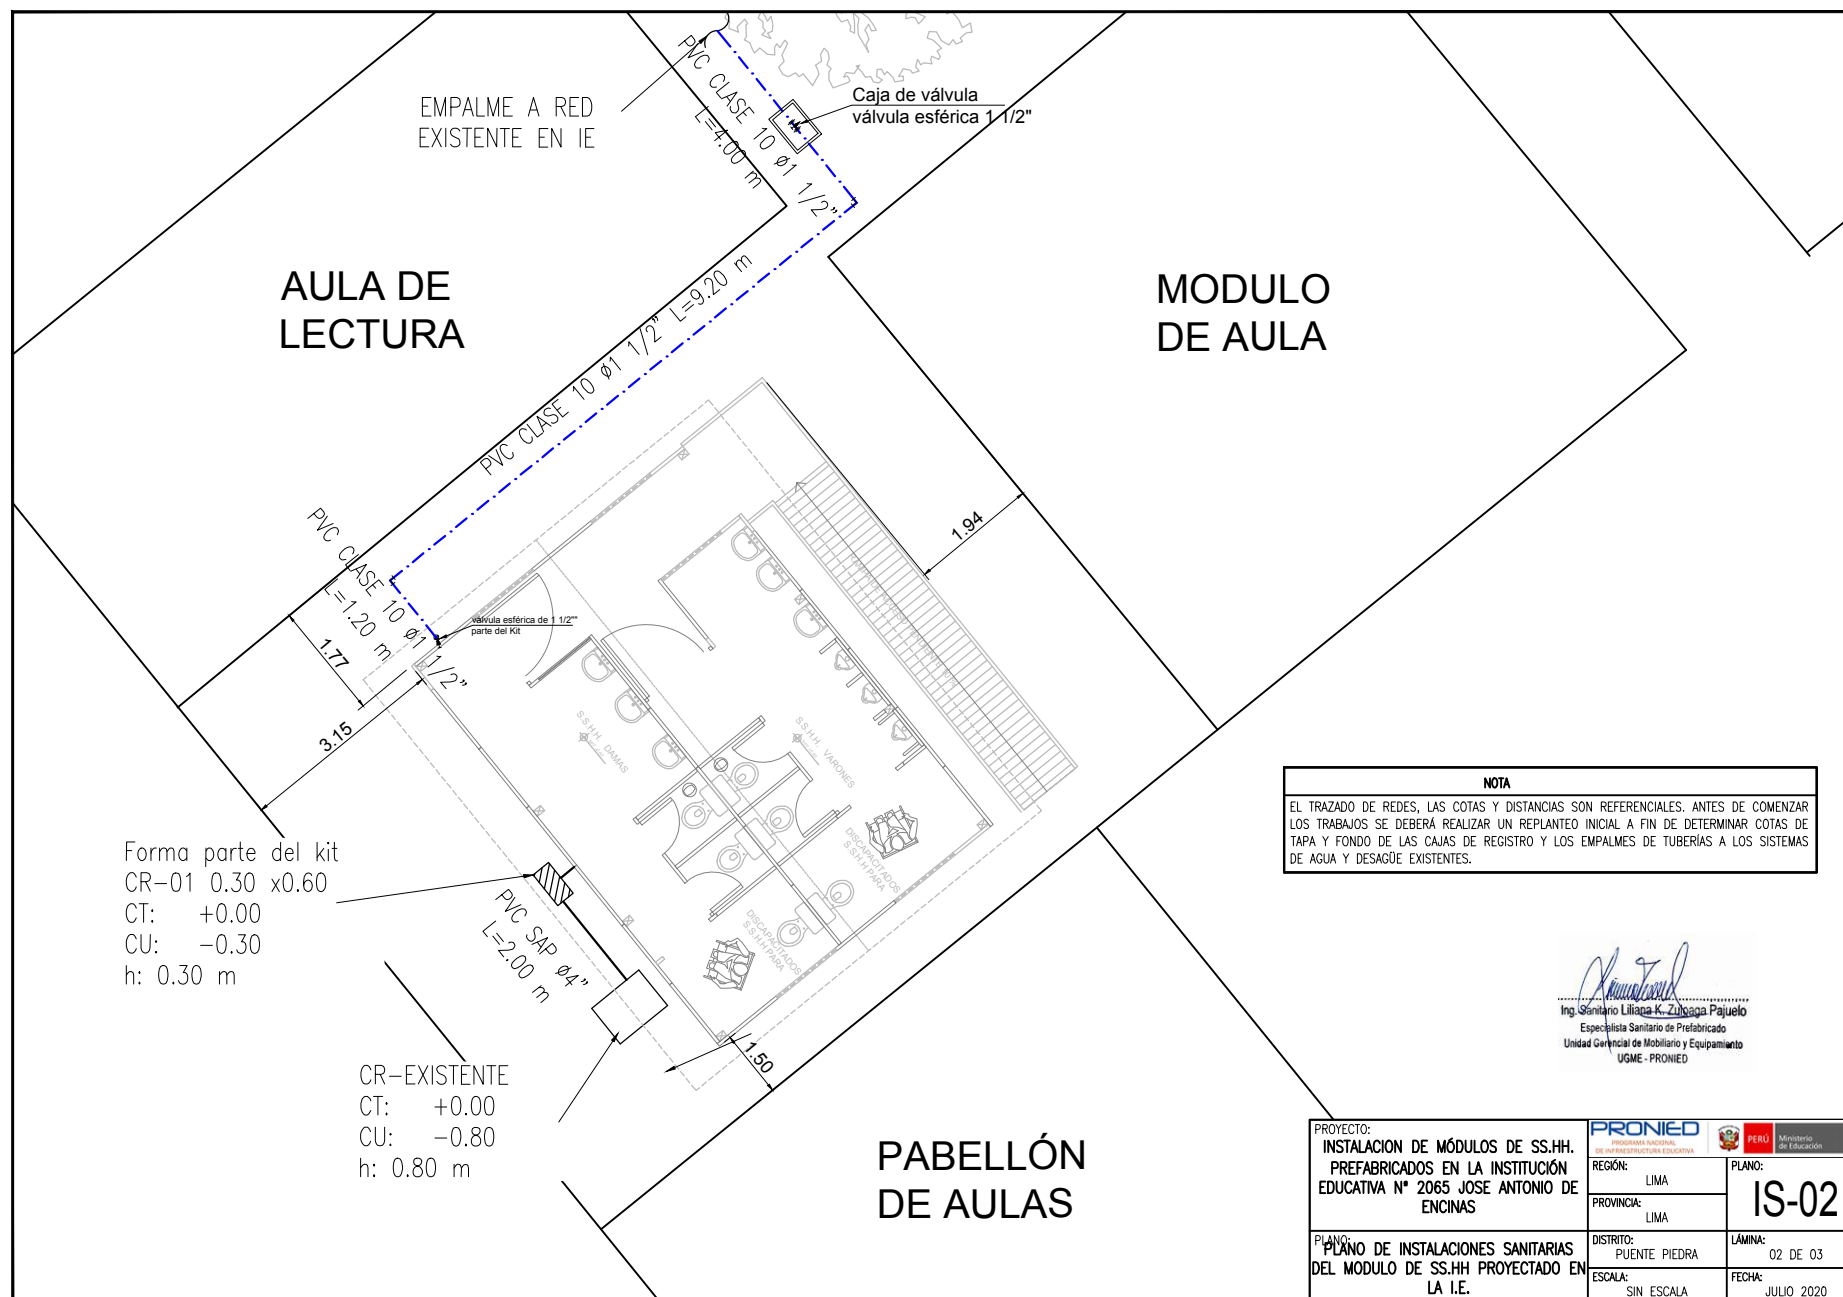 EMPALME A RED
EXISTENTE EN IE
PVC CLASE 10 ø1 1/2"
L=4.00 m
Caja de válvula
válvula esférica 1 1/2"
AULA DE
LECTURA
MODULO
DE AULA
PVC CLASE 10 ø1 1/2" L=9.20 m
PVC CLASE 10 ø1 1/2"
L=1.20 m
válvula esférica de 1 1/2""
parte del Kit
1.94
1.77
3.15
S.S.H.H. DAMAS
S.S.H.H. VARONES
DISCAPACITADOS
S.S.H.H PARA
DISCAPACITADOS
S.S.H.H PARA
Forma parte del kit
CR-01 0.30 x0.60
CT: +0.00
CU: -0.30
h: 0.30 m
PVC SAP ø4"
L=2.00 m
1.50
CR-EXISTENTE
CT: +0.00
CU: -0.80
h: 0.80 m
PABELLÓN
DE AULAS
NOTA
EL TRAZADO DE REDES, LAS COTAS Y DISTANCIAS SON REFERENCIALES. ANTES DE COMENZAR
LOS TRABAJOS SE DEBERÁ REALIZAR UN REPLANTEO INICIAL A FIN DE DETERMINAR COTAS DE
TAPA Y FONDO DE LAS CAJAS DE REGISTRO Y LOS EMPALMES DE TUBERÍAS A LOS SISTEMAS
DE AGUA Y DESAGÜE EXISTENTES.
Ing. Sanitario Liliana K. Zuloaga Pajuelo
Especialista Sanitario de Prefabricado
Unidad Gerencial de Mobiliario y Equipamiento
UGME - PRONIED
PROYECTO:
INSTALACION DE MÓDULOS DE SS.HH.
PREFABRICADOS EN LA INSTITUCIÓN
EDUCATIVA Nº 2065 JOSE ANTONIO DE
ENCINAS
PRONIED
PROGRAMA NACIONAL
DE INFRAESTRUCTURA EDUCATIVA
PERÚ
Ministerio
de Educación
REGIÓN:
LIMA
PROVINCIA:
LIMA
PLANO:
IS-02
PLANO:
PLANO DE INSTALACIONES SANITARIAS
DEL MODULO DE SS.HH PROYECTADO EN
LA I.E.
DISTRITO:
PUENTE PIEDRA
LÁMINA:
02 DE 03
ESCALA:
SIN ESCALA
FECHA:
JULIO 2020